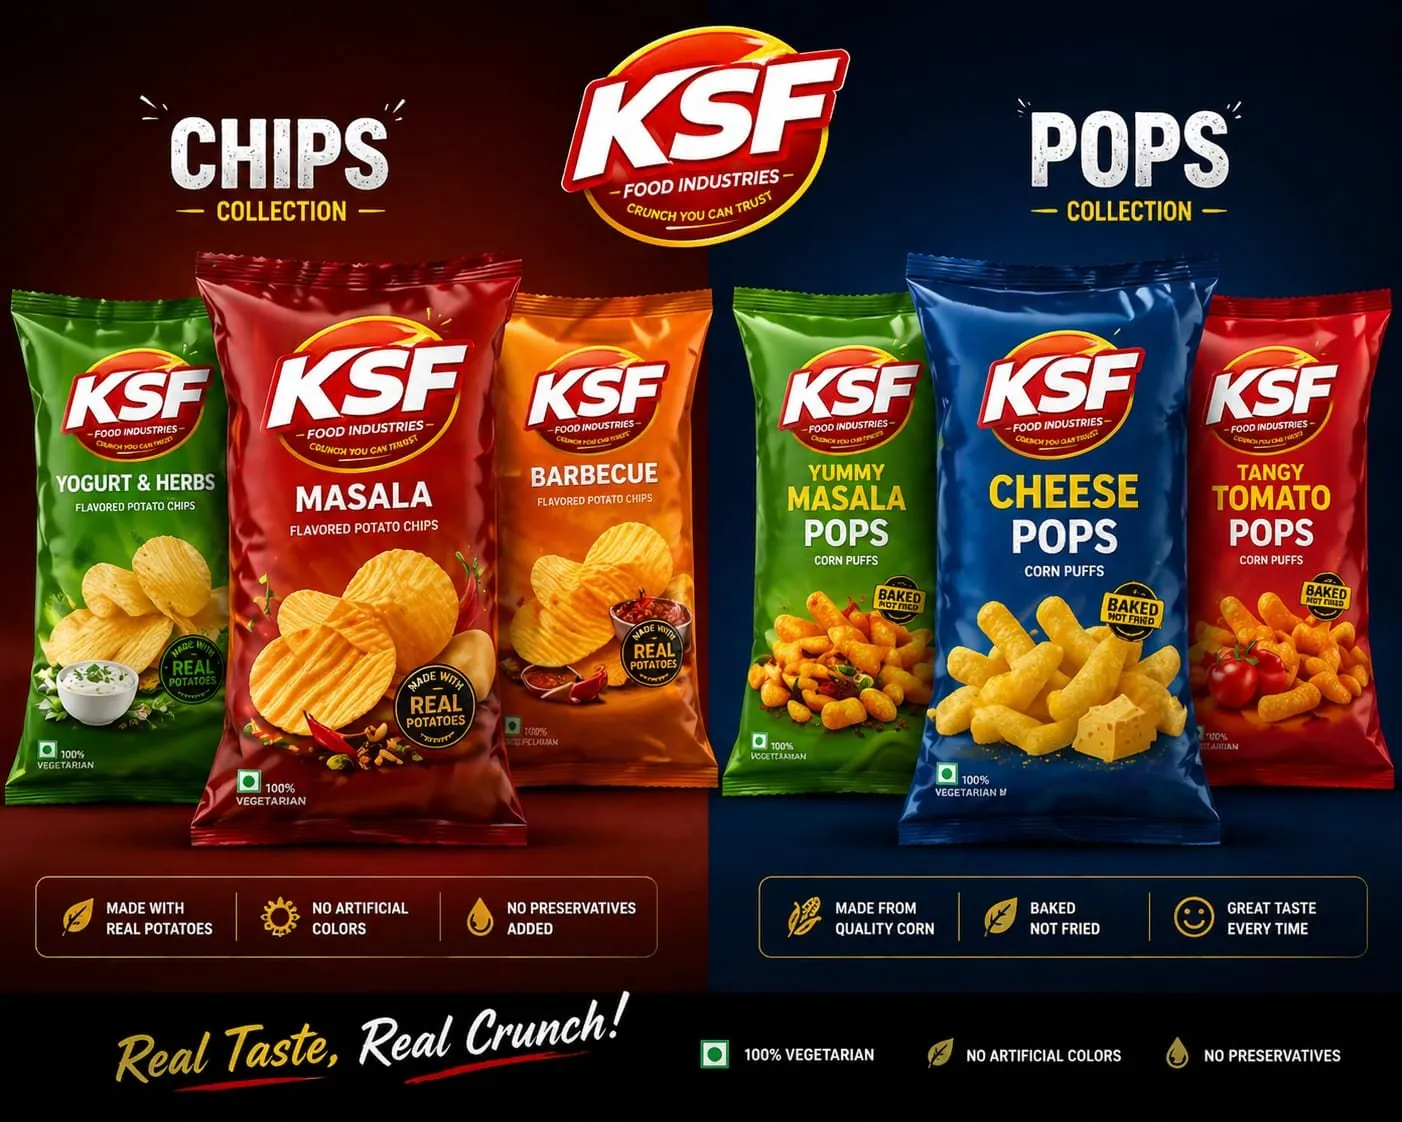 KSF
FOOD INDUSTRIES
CRUNCH YOU CAN TRUST
CHIPS
COLLECTION
POPS
COLLECTION
KSF
FOOD INDUSTRIES
YOGURT & HERBS
FLAVORED POTATO CHIPS
MADE WITH
REAL
POTATOES
100%
VEGETARIAN
KSF
FOOD INDUSTRIES
MASALA
FLAVORED POTATO CHIPS
MADE WITH
REAL
POTATOES
100%
VEGETARIAN
KSF
FOOD INDUSTRIES
BARBECUE
FLAVORED POTATO CHIPS
MADE WITH
REAL
POTATOES
KSF
FOOD INDUSTRIES
YUMMY
MASALA
POPS
CORN PUFFS
BAKED
NOT FRIED
100%
KSF
FOOD INDUSTRIES
CHEESE
POPS
CORN PUFFS
BAKED
NOT FRIED
100%
VEGETARIAN
KSF
FOOD INDUSTRIES
TANGY
TOMATO
POPS
CORN PUFFS
BAKED
NOT FRIED
MADE WITH
REAL POTATOES
NO ARTIFICIAL
COLORS
NO PRESERVATIVES
ADDED
MADE FROM
QUALITY CORN
BAKED
NOT FRIED
GREAT TASTE
EVERY TIME
Real Taste, Real Crunch!
100% VEGETARIAN
NO ARTIFICIAL COLORS
NO PRESERVATIVES